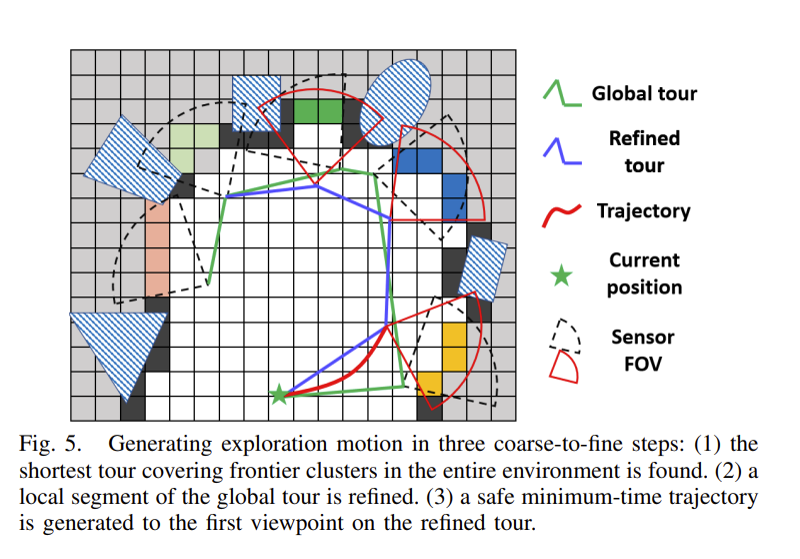 Global tour
Refined
tour
Trajectory
Current
position
Sensor
FOV
Fig. 5. Generating exploration motion in three coarse-to-fine steps: (1) the
shortest tour covering frontier clusters in the entire environment is found. (2) a
local segment of the global tour is refined. (3) a safe minimum-time trajectory
is generated to the first viewpoint on the refined tour.